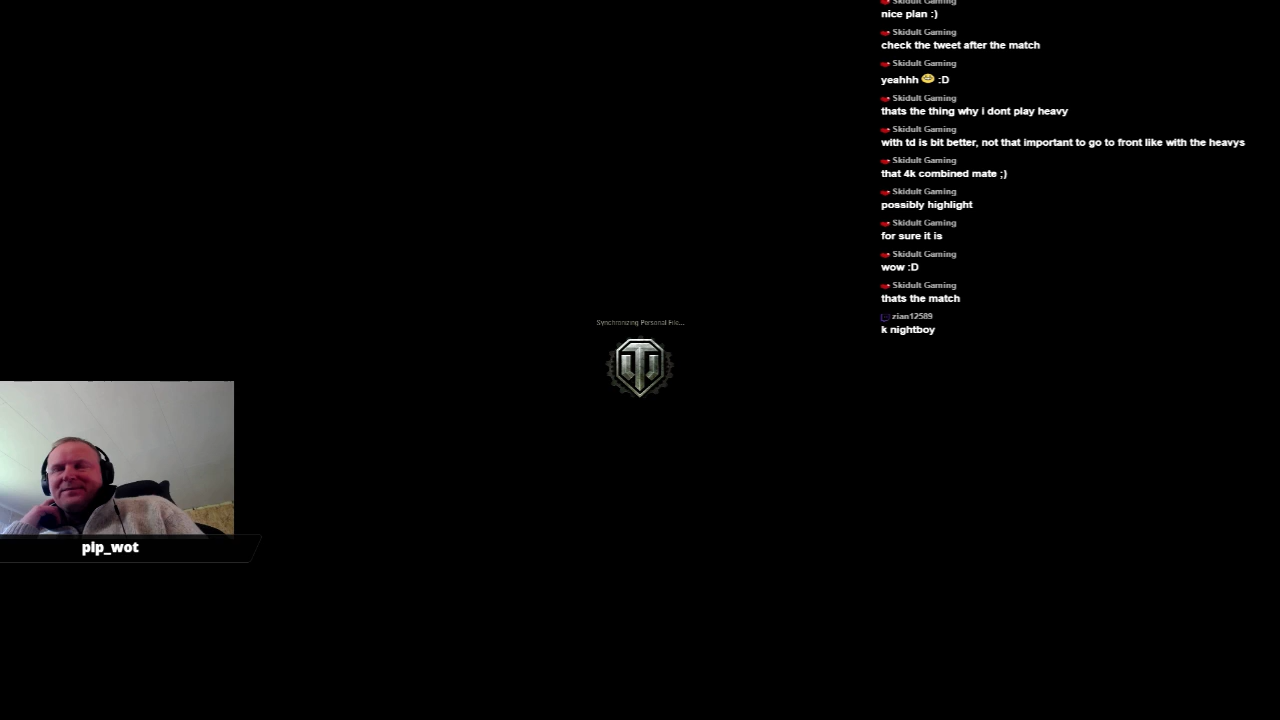 Skidult Gaming
nice plan :)
Skidult Gaming
check the tweet after the match
Skidult Gaming
yeahhh :D
Skidult Gaming
thats the thing why i dont play heavy
Skidult Gaming
with td is bit better, not that important to go to front like with the heavys
Skidult Gaming
that 4k combined mate ;)
Skidult Gaming
possibly highlight
Skidult Gaming
for sure it is
Skidult Gaming
wow :D
Skidult Gaming
thats the match
zian12589
k nightboy
Synchronizing Personal File...
pip_wot